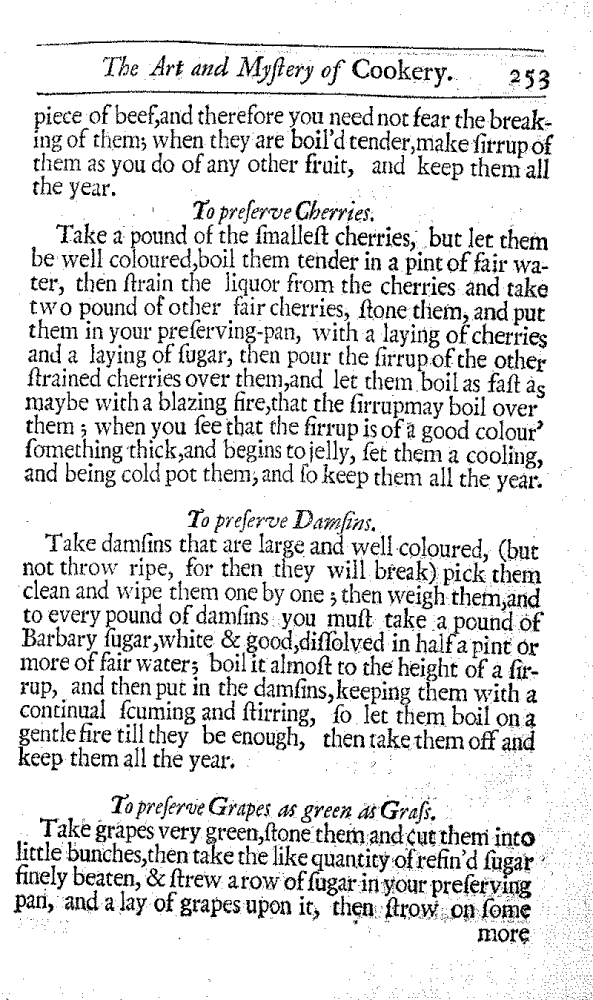 The Art and Myſtery of Cookery. 253
piece of beef,and therefore you need not fear the break-
ing of them; when they are boil'd tender,make ſirrup of
them as you do of any other fruit, and keep them all
the year.
To preſerve Cherries.
Take a pound of the ſmalleſt cherries, but let them
be well coloured,boil them tender in a pint of fair wa-
ter, then ſtrain the liquor from the cherries and take
two pound of other fair cherries, ſtone them, and put
them in your preſerving-pan, with a laying of cherries
and a laying of ſugar, then pour the ſirrup of the other
ſtrained cherries over them,and let them boil as faſt as
maybe with a blazing fire,that the ſirrupmay boil over
them ; when you ſee that the ſirrup is of a good colour’
ſomething thick,and begins to jelly, ſet them a cooling,
and being cold pot them, and ſo keep them all the year.
To preſerve Damſins.
Take damſins that are large and well coloured, (but
not throw ripe, for then they will break) pick them
clean and wipe them one by one ; then weigh them,and
to every pound of damſins you muſt take a pound of
Barbary ſugar,white & good,diſſolved in half a pint or
more of fair water; boil it almoſt to the height of a ſir-
rup, and then put in the damſins,keeping them with a
continual ſcuming and ſtirring, ſo let them boil on a
gentle fire till they be enough, then take them off and
keep them all the year.
To preſerve Grapes as green as Graſs.
Take grapes very green,ſtone them and cut them into
little bunches,then take the like quantity of refin'd ſugar
finely beaten, & ſtrew a row of ſugar in your preſerving
pan, and a lay of grapes upon it, then ſtrow on ſome
more